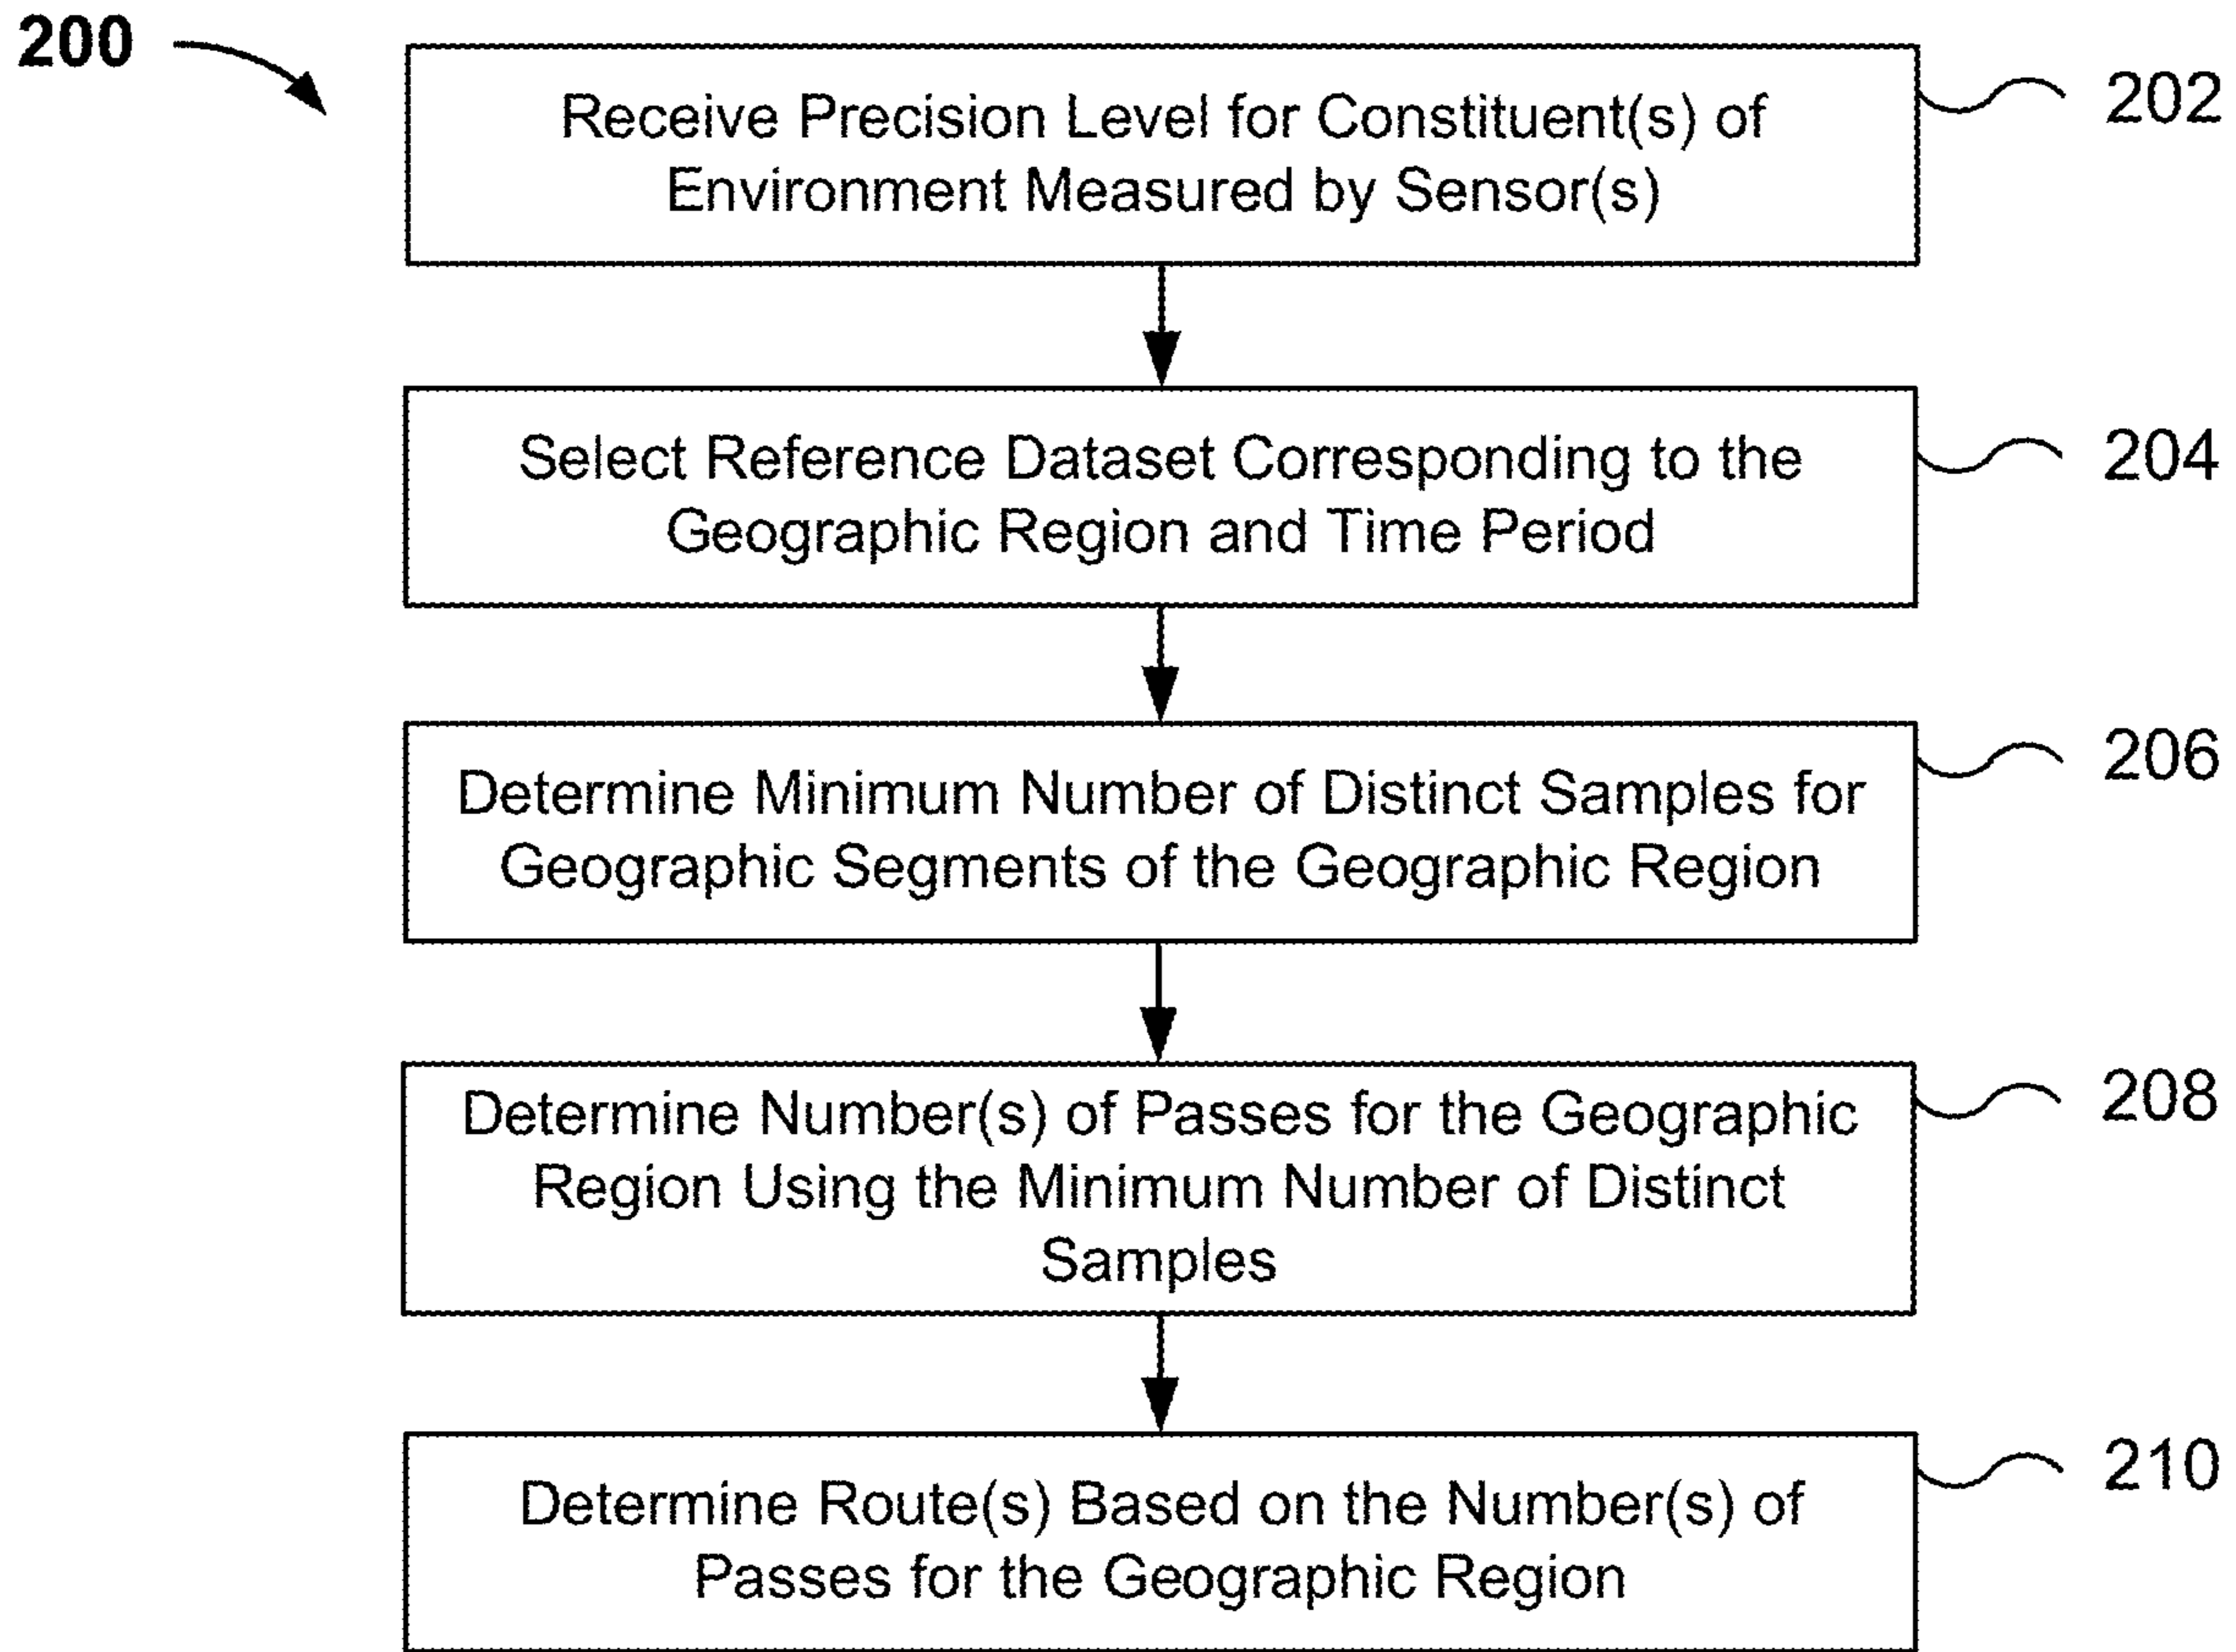 200
Receive Precision Level for Constituent(s) of
Environment Measured by Sensor(s)
202
Select Reference Dataset Corresponding to the
Geographic Region and Time Period
204
Determine Minimum Number of Distinct Samples for
Geographic Segments of the Geographic Region
206
Determine Number(s) of Passes for the Geographic
Region Using the Minimum Number of Distinct
Samples
208
Determine Route(s) Based on the Number(s) of
Passes for the Geographic Region
210